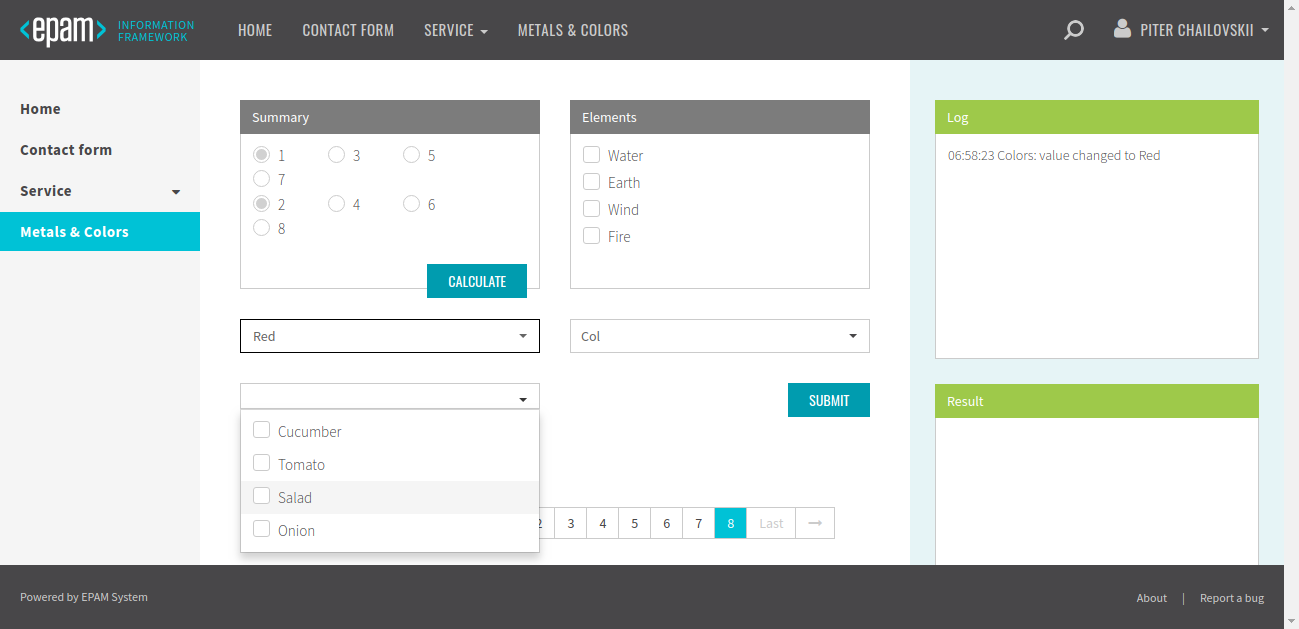 <epam> INFORMATION FRAMEWORK
HOME CONTACT FORM SERVICE METALS & COLORS
PITER CHAILOVSKII
Home
Contact form
Service
Metals & Colors
Summary
1 3 5
7
2 4 6
8
CALCULATE
Elements
Water
Earth
Wind
Fire
Red
Col
Cucumber
Tomato
Salad
Onion
SUBMIT
2 3 4 5 6 7 8 Last →
Log
06:58:23 Colors: value changed to Red
Result
Powered by EPAM System
About | Report a bug